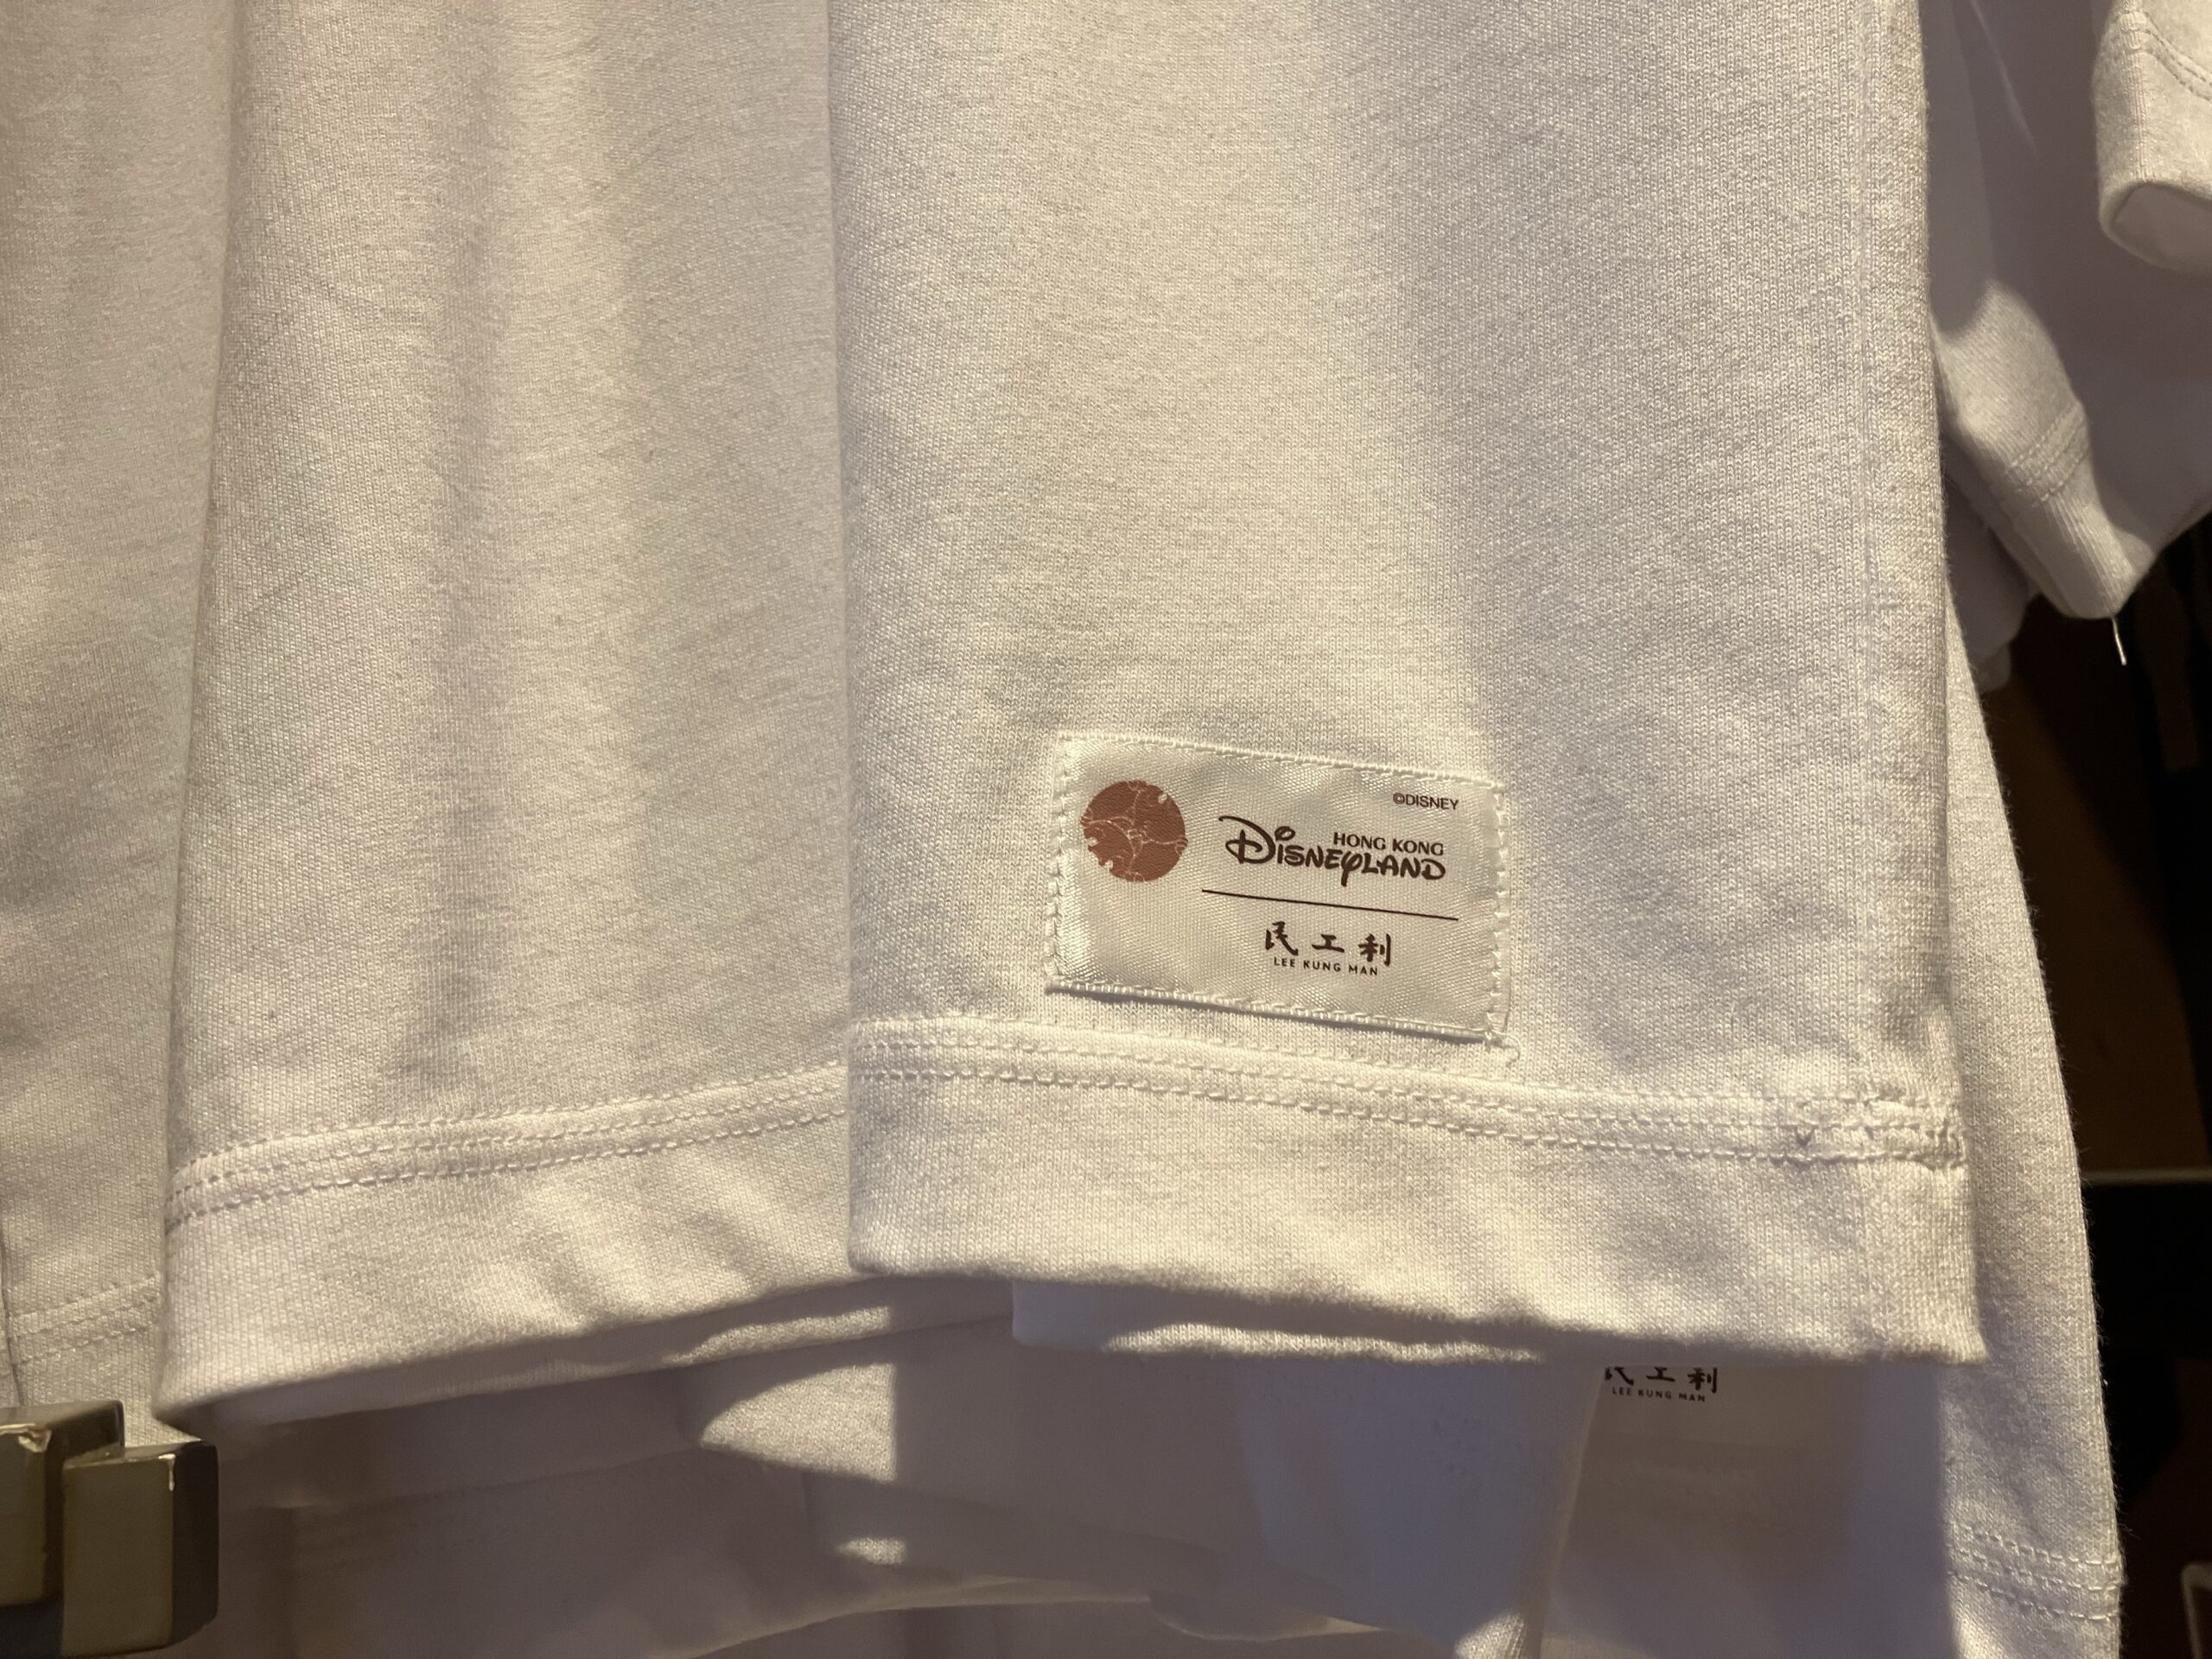 ©DISNEY
HONG KONG
DISNEYLAND
民工利
LEE KUNG MAN
民工利
LEE KUNG MAN